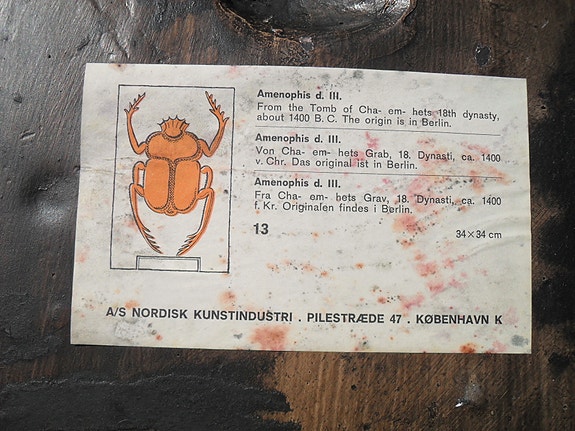 Amenophis d. III.
From the Tomb of Cha- em- hets 18th dynasty,
about 1400 B. C. The origin is in Berlin.
Amenophis d. III.
Von Cha- em- hets Grab, 18. Dynasti, ca. 1400
v. Chr. Das original ist in Berlin.
Amenophis d. III.
Fra Cha- em- hets Grav, 18. Dynasti, ca. 1400
f. Kr. Originalen findes i Berlin.
13
34×34 cm
A/S NORDISK KUNSTINDUSTRI . PILESTRÆDE 47 . KØBENHAVN K